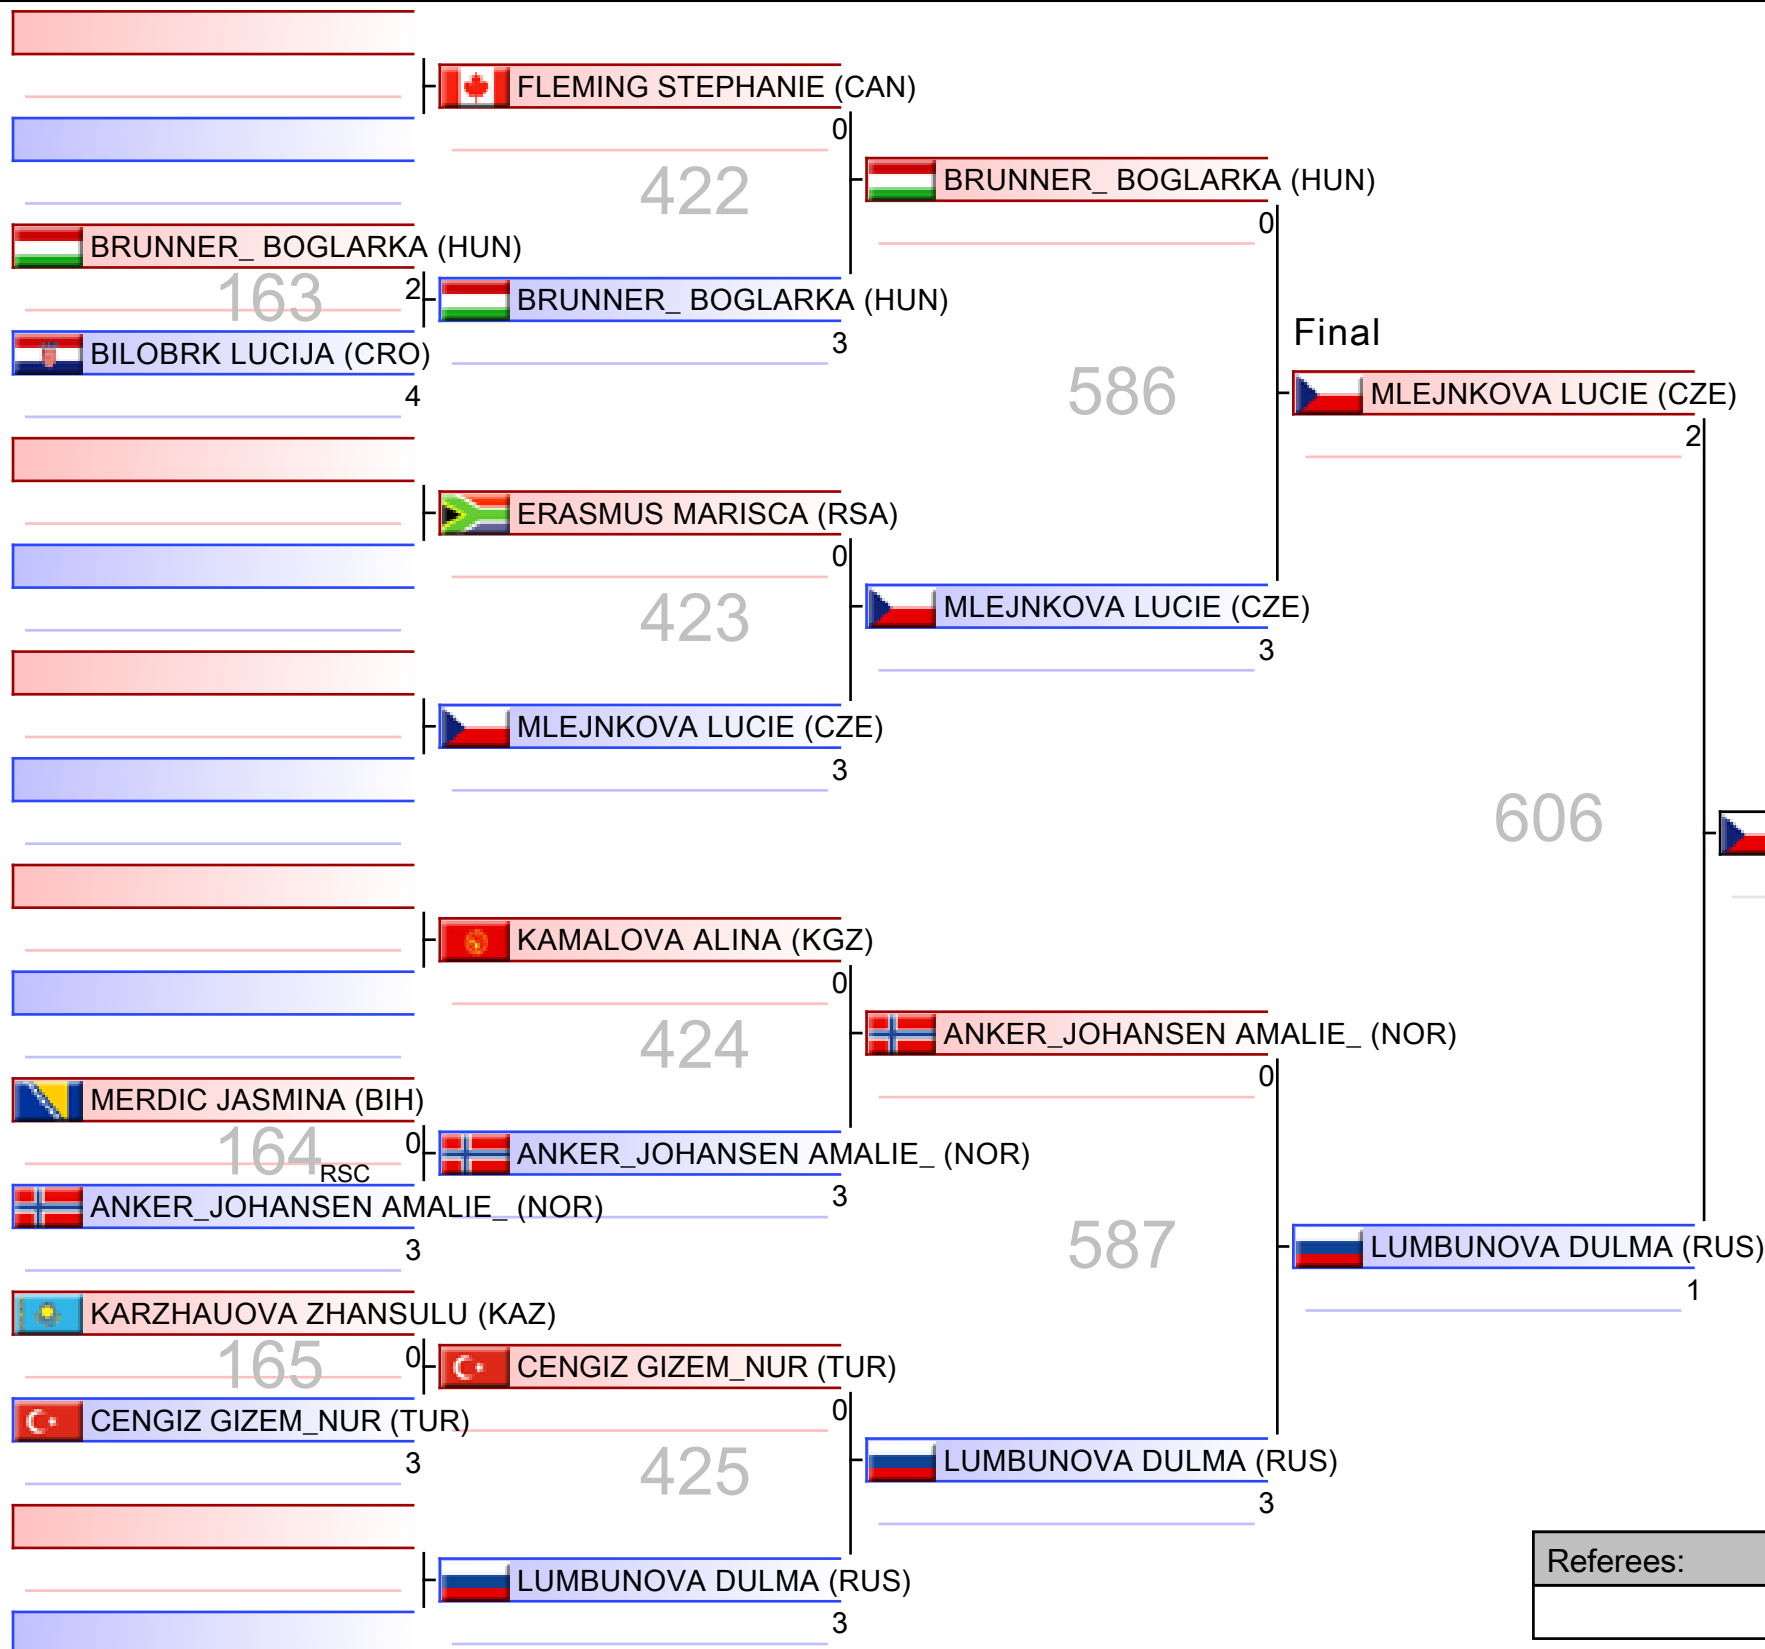 FLEMING STEPHANIE (CAN)
0
422
BRUNNER_ BOGLARKA (HUN)
0
BRUNNER_ BOGLARKA (HUN)
163
2
BRUNNER_ BOGLARKA (HUN)
3
BILOBRK LUCIJA (CRO)
4
586
Final
MLEJNKOVA LUCIE (CZE)
2
ERASMUS MARISCA (RSA)
0
423
MLEJNKOVA LUCIE (CZE)
3
MLEJNKOVA LUCIE (CZE)
3
606
KAMALOVA ALINA (KGZ)
0
424
ANKER_JOHANSEN AMALIE_ (NOR)
0
MERDIC JASMINA (BIH)
164
RSC
0
ANKER_JOHANSEN AMALIE_ (NOR)
3
ANKER_JOHANSEN AMALIE_ (NOR)
3
587
LUMBUNOVA DULMA (RUS)
1
KARZHAUOVA ZHANSULU (KAZ)
165
0
CENGIZ GIZEM_NUR (TUR)
0
CENGIZ GIZEM_NUR (TUR)
3
425
LUMBUNOVA DULMA (RUS)
3
LUMBUNOVA DULMA (RUS)
3
Referees: